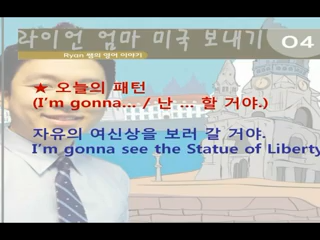 라이언 엄마 미국 보내기
04
Ryan 쌤의 영어 이야기
★ 오늘의 패턴
(I'm gonna... / 난 ... 할 거야.)
자유의 여신상을 보러 갈 거야.
I'm gonna see the Statue of Liberty